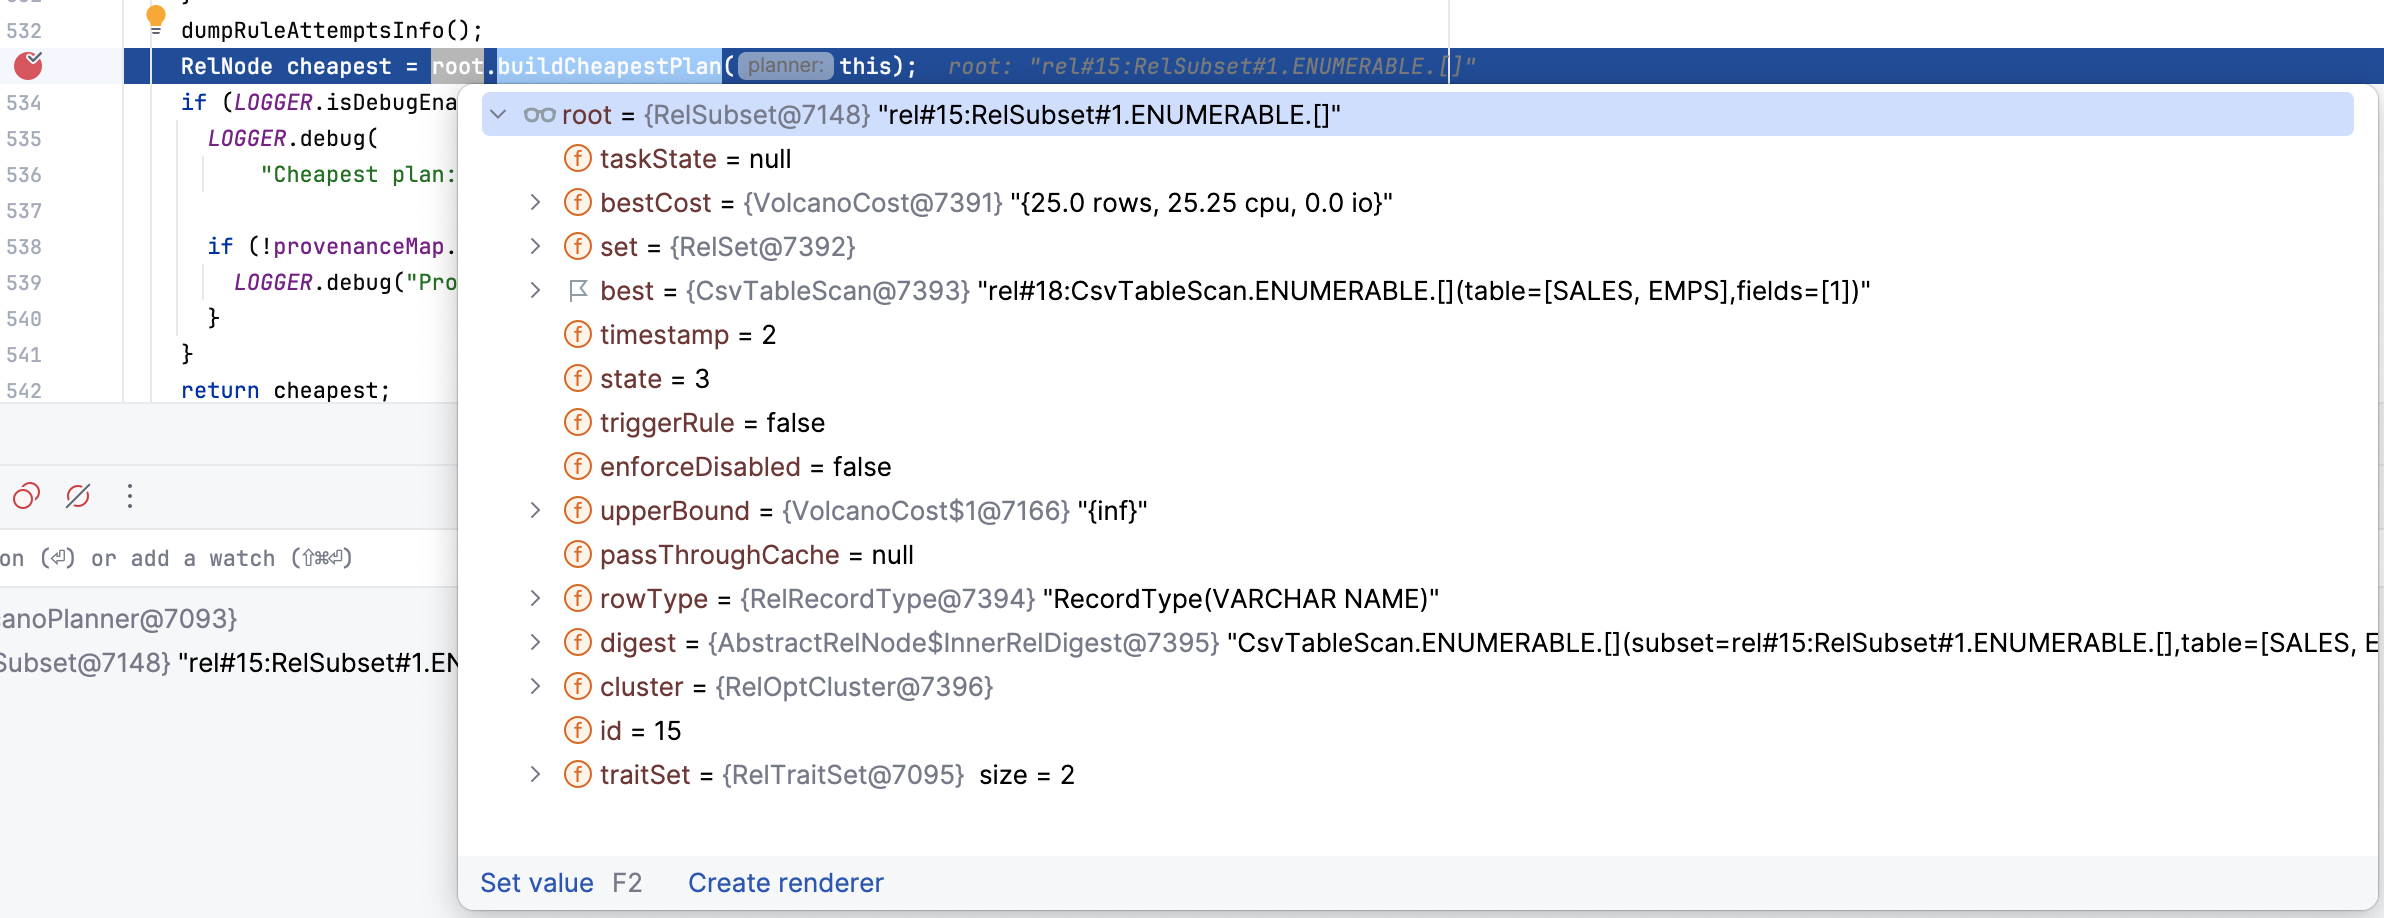 532 dumpRuleAttemptsInfo();
RelNode cheapest = root.buildCheapestPlan( planner: this); root: "rel#15:RelSubset#1.ENUMERABLE.[]"
534 if (LOGGER.isDebugEna
535 LOGGER.debug(
536 "Cheapest plan:
537
538 if (!provenanceMap.
539 LOGGER.debug("Pro
540 }
541 }
542 return cheapest;
root = {RelSubset@7148} "rel#15:RelSubset#1.ENUMERABLE.[]"
taskState = null
bestCost = {VolcanoCost@7391} "{25.0 rows, 25.25 cpu, 0.0 io}"
set = {RelSet@7392}
best = {CsvTableScan@7393} "rel#18:CsvTableScan.ENUMERABLE.[](table=[SALES, EMPS],fields=[1])"
timestamp = 2
state = 3
triggerRule = false
enforceDisabled = false
upperBound = {VolcanoCost$1@7166} "{inf}"
passThroughCache = null
rowType = {RelRecordType@7394} "RecordType(VARCHAR NAME)"
digest = {AbstractRelNode$InnerRelDigest@7395} "CsvTableScan.ENUMERABLE.[](subset=rel#15:RelSubset#1.ENUMERABLE.[],table=[SALES, E
cluster = {RelOptCluster@7396}
id = 15
traitSet = {RelTraitSet@7095} size = 2
Set value F2 Create renderer
on (⏎) or add a watch (⇧⌘⏎)
canoPlanner@7093}
Subset@7148} "rel#15:RelSubset#1.EN